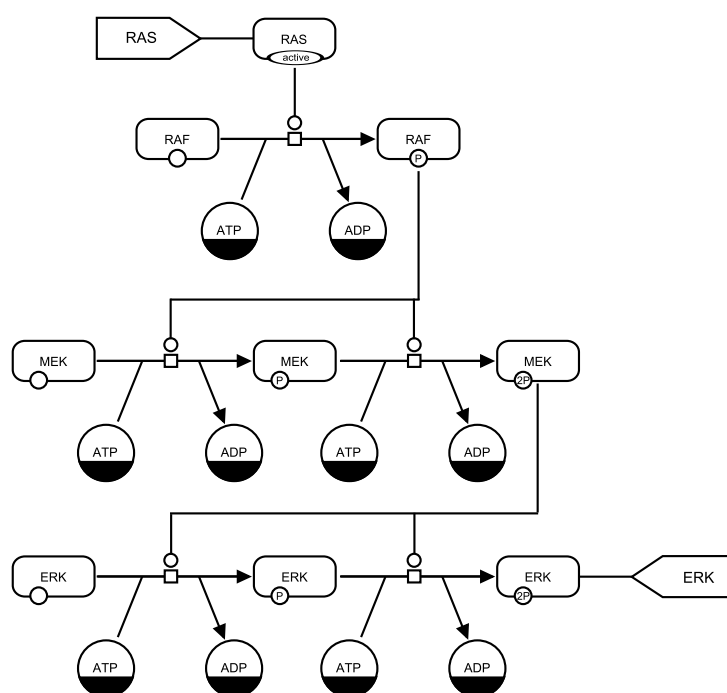 RAS
RAS
active
RAF
RAF
P
ATP
ADP
MEK
MEK
P
MEK
2P
ATP
ADP
ATP
ADP
ERK
ERK
P
ERK
2P
ERK
ATP
ADP
ATP
ADP